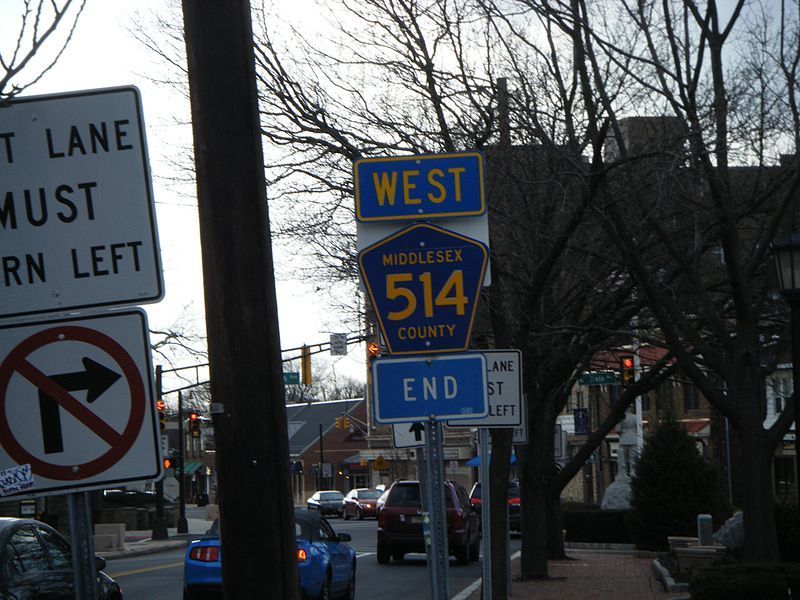 T LANE
MUST
RN LEFT
WEST
MIDDLESEX
514
COUNTY
END
LANE
ST
LEFT